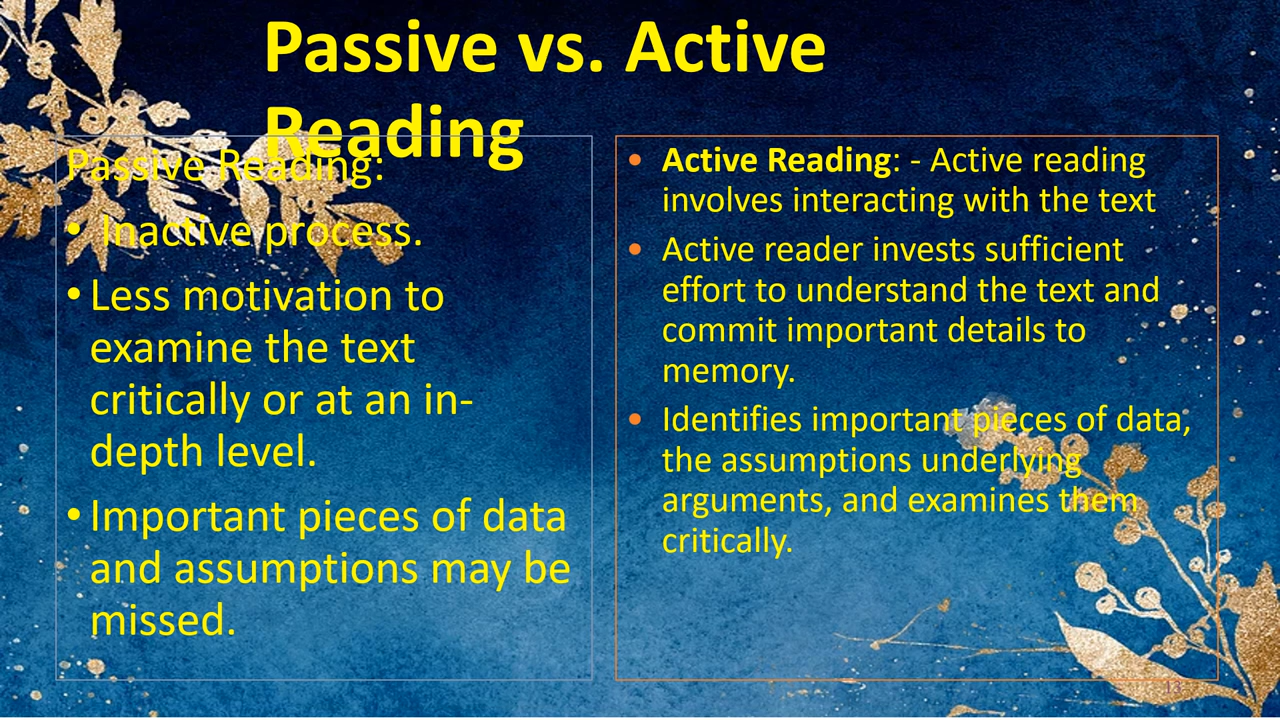 Passive vs. Active
Reading
Passive Reading:
• Inactive process.
• Less motivation to
examine the text
critically or at an in-
depth level.
• Important pieces of data
and assumptions may be
missed.
• Active Reading: - Active reading
involves interacting with the text
• Active reader invests sufficient
effort to understand the text and
commit important details to
memory.
• Identifies important pieces of data,
the assumptions underlying
arguments, and examines them
critically.
13